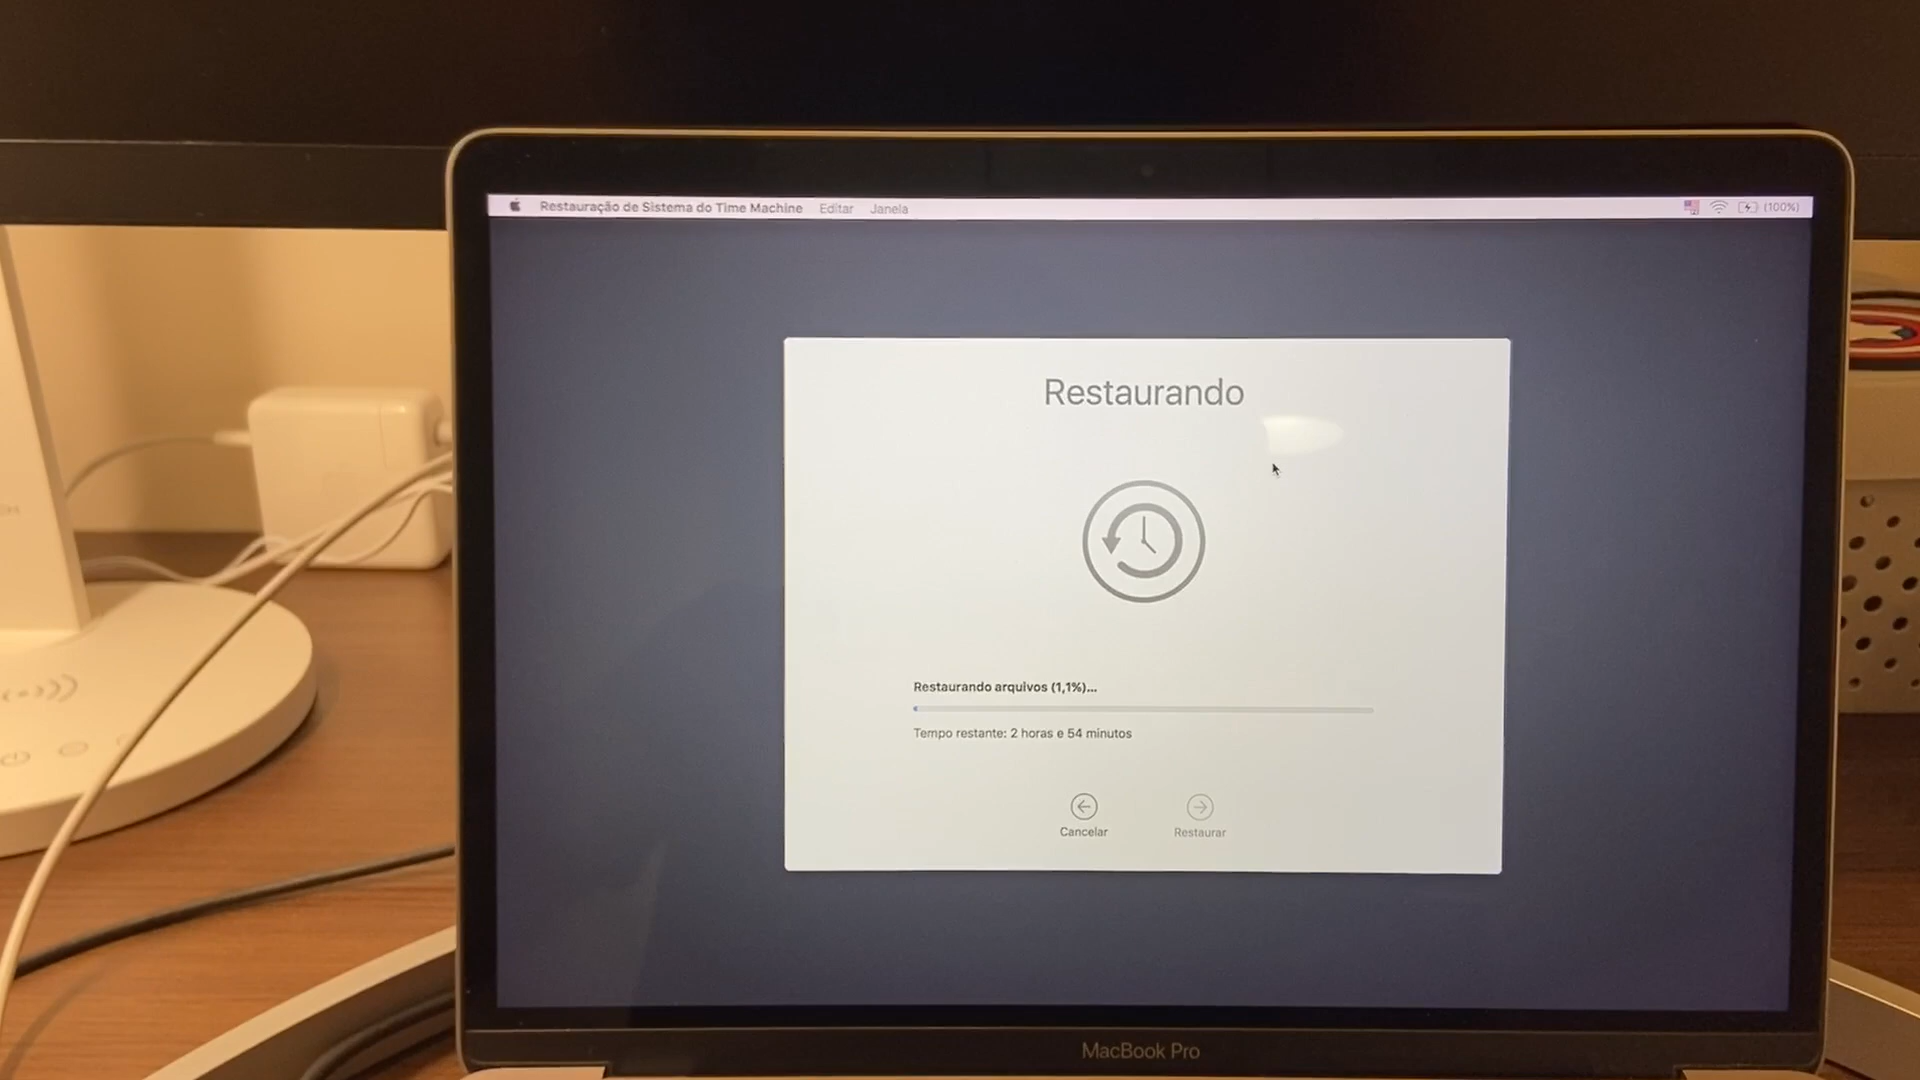 Restauração de Sistema do Time Machine Editar Janela (100%)
Restaurando
Restaurando arquivos (1,1%)...
Tempo restante: 2 horas e 54 minutos
Cancelar Restaurar
MacBook Pro